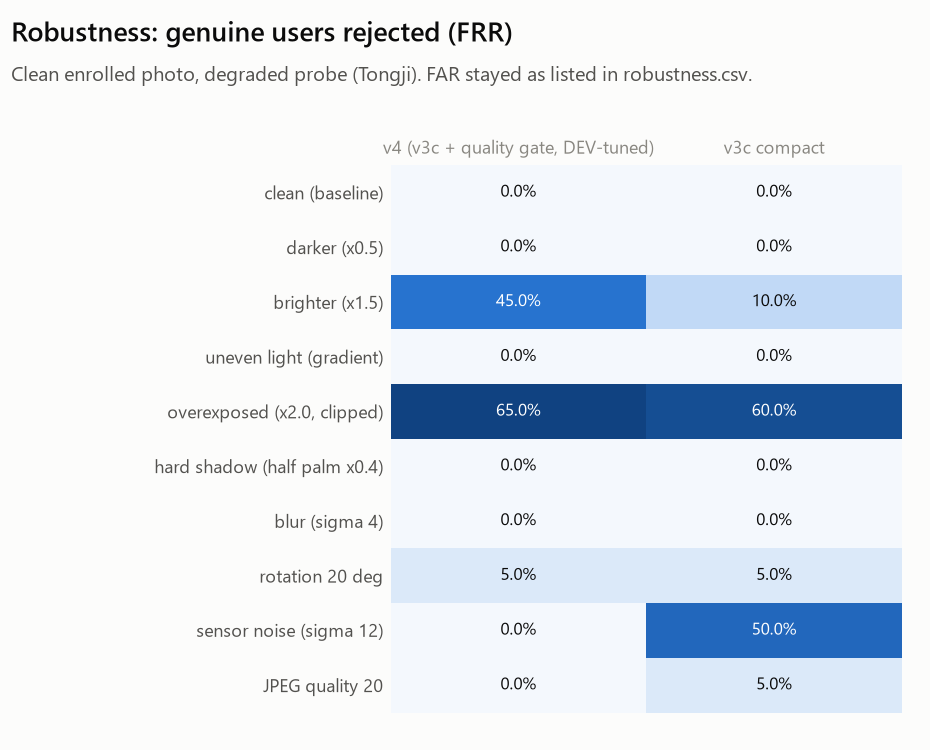 Robustness: genuine users rejected (FRR)
Clean enrolled photo, degraded probe (Tongji). FAR stayed as listed in robustness.csv.
v4 (v3c + quality gate, DEV-tuned) v3c compact
clean (baseline) 0.0% 0.0%
darker (x0.5) 0.0% 0.0%
brighter (x1.5) 45.0% 10.0%
uneven light (gradient) 0.0% 0.0%
overexposed (x2.0, clipped) 65.0% 60.0%
hard shadow (half palm x0.4) 0.0% 0.0%
blur (sigma 4) 0.0% 0.0%
rotation 20 deg 5.0% 5.0%
sensor noise (sigma 12) 0.0% 50.0%
JPEG quality 20 0.0% 5.0%